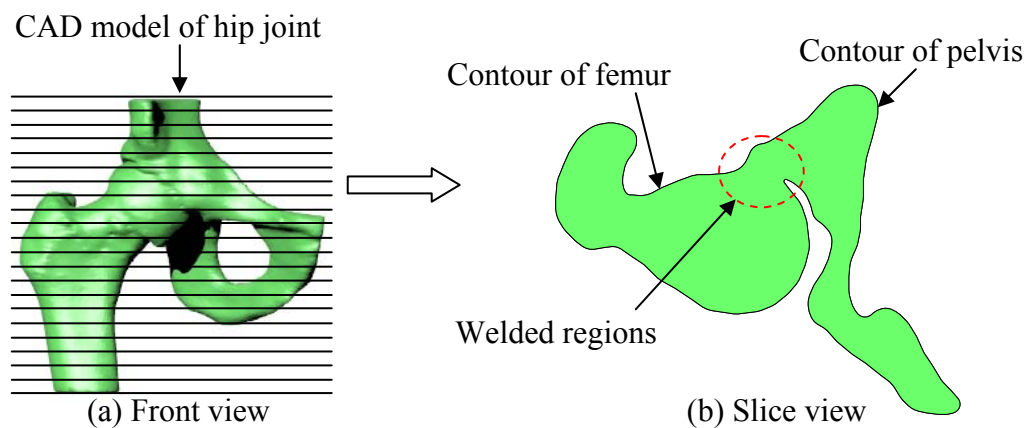 CAD model of hip joint
Contour of pelvis
Contour of femur
Welded regions
(a) Front view
(b) Slice view